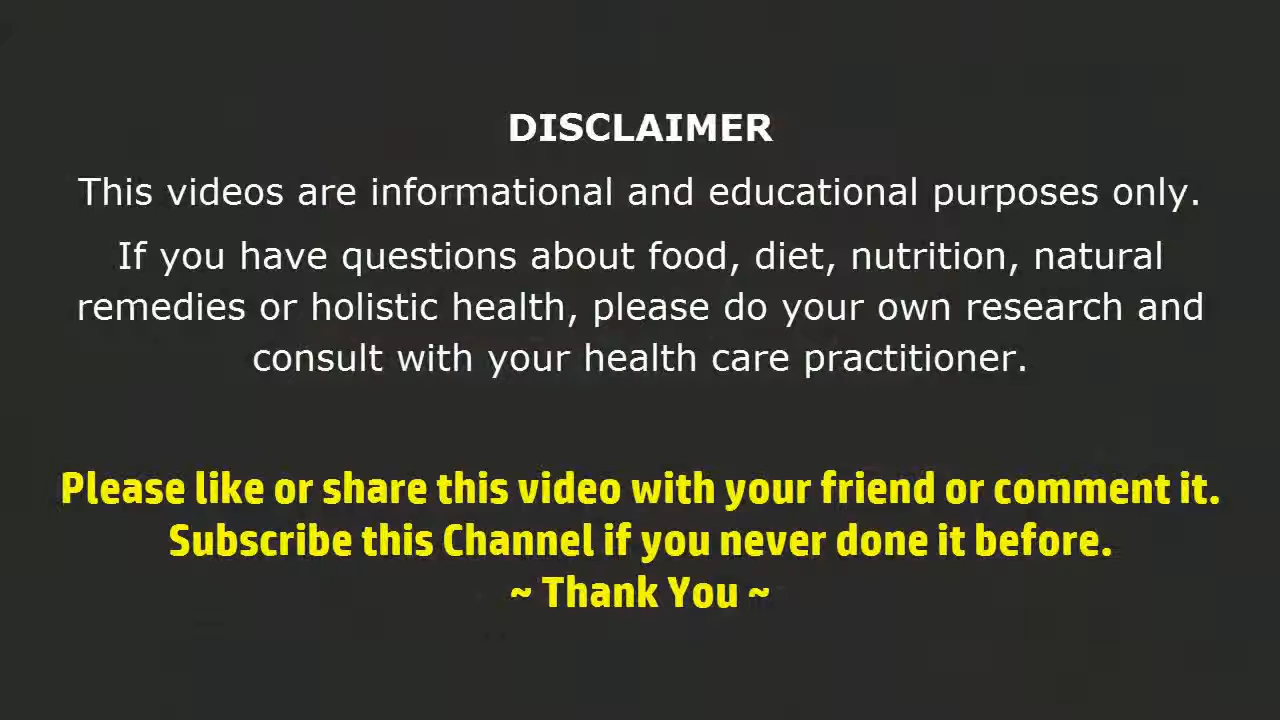 DISCLAIMER
This videos are informational and educational purposes only.
If you have questions about food, diet, nutrition, natural
remedies or holistic health, please do your own research and
consult with your health care practitioner.
Please like or share this video with your friend or comment it.
Subscribe this Channel if you never done it before.
~ Thank You ~